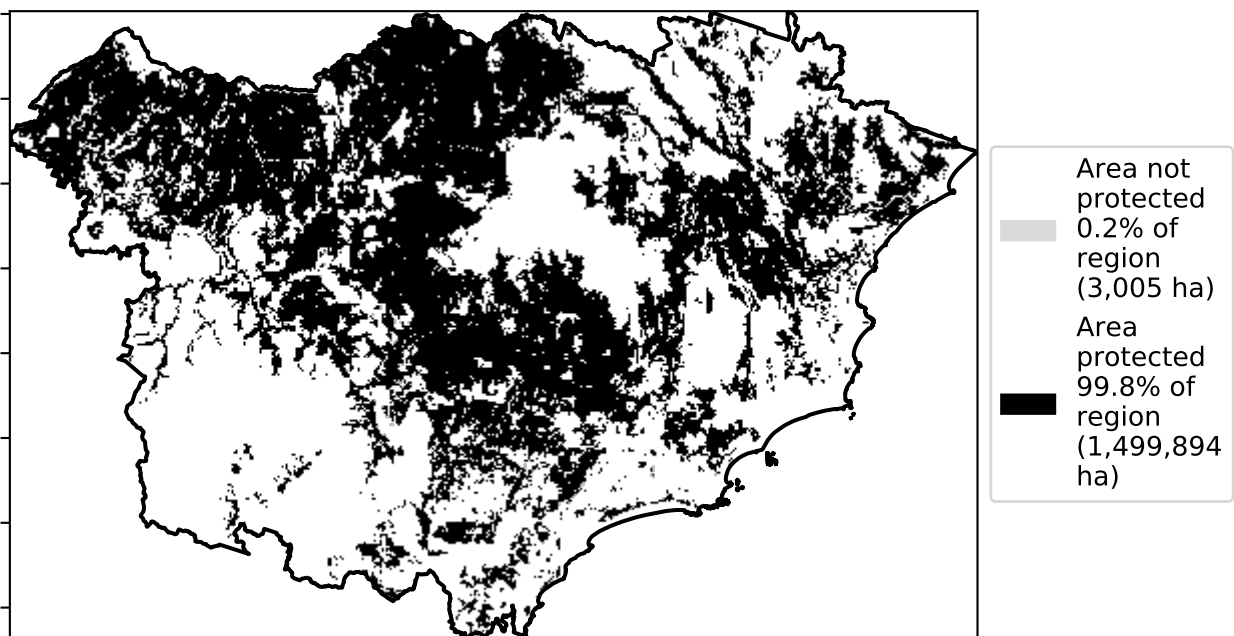 Area not
protected
0.2% of
region
(3,005 ha)
Area
protected
99.8% of
region
(1,499,894
ha)